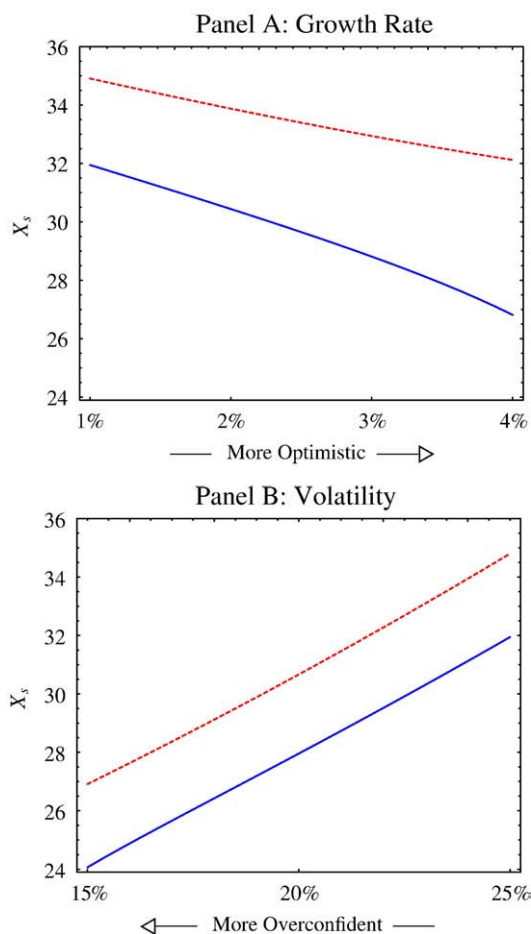 Panel A: Growth Rate
36
34
32
30
28
26
24
X_s
1% 2% 3% 4%
More Optimistic
Panel B: Volatility
36
34
32
30
28
26
24
X_s
15% 20% 25%
More Overconfident